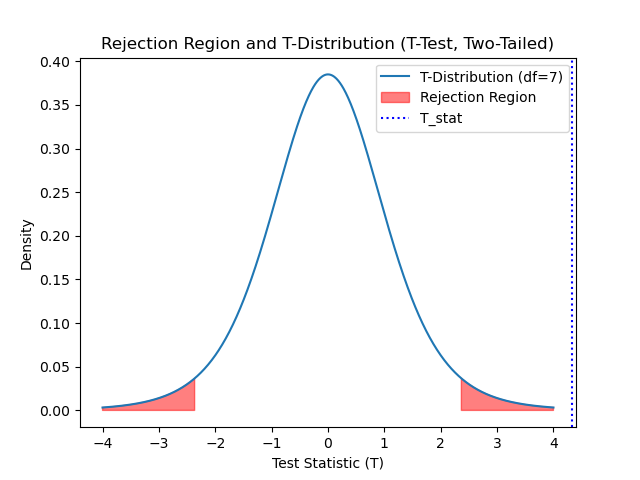 Rejection Region and T-Distribution (T-Test, Two-Tailed)
T-Distribution (df=7)
Rejection Region
T_stat
Density
0.40
0.35
0.30
0.25
0.20
0.15
0.10
0.05
0.00
−4 −3 −2 −1 0 1 2 3 4
Test Statistic (T)